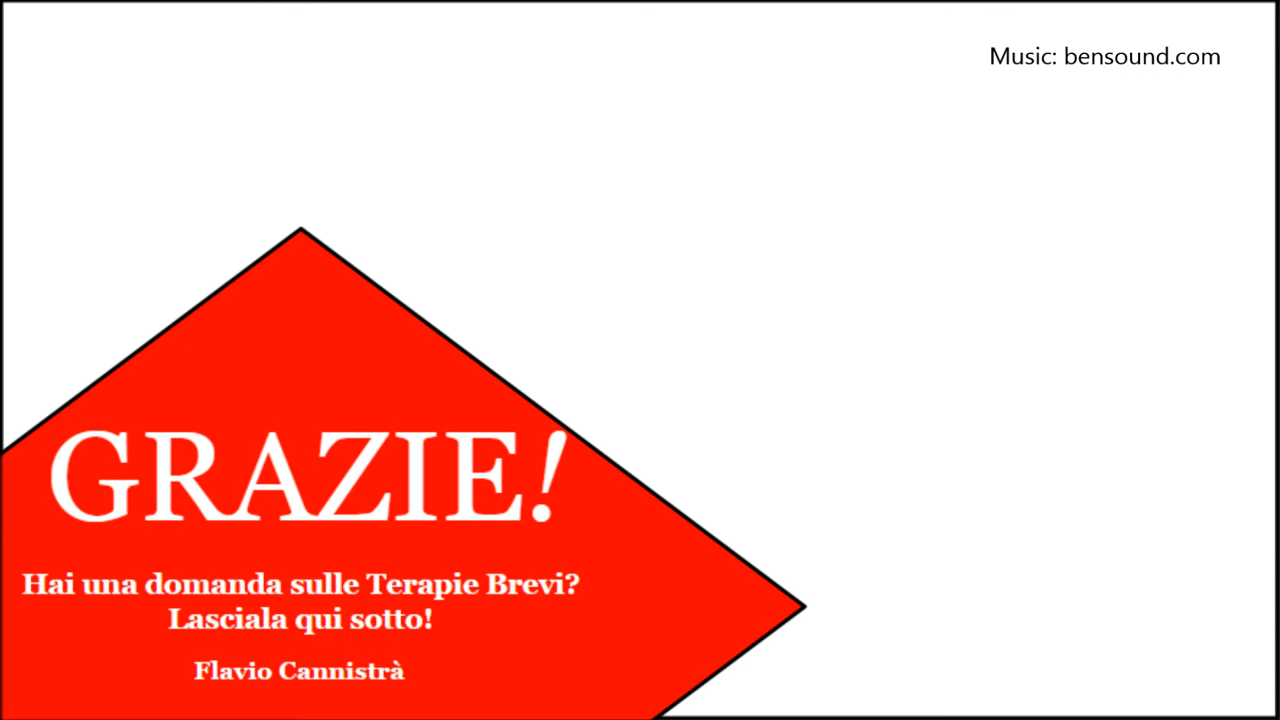 Music: bensound.com
GRAZIE!
Hai una domanda sulle Terapie Brevi?
Lasciala qui sotto!
Flavio Cannistrà